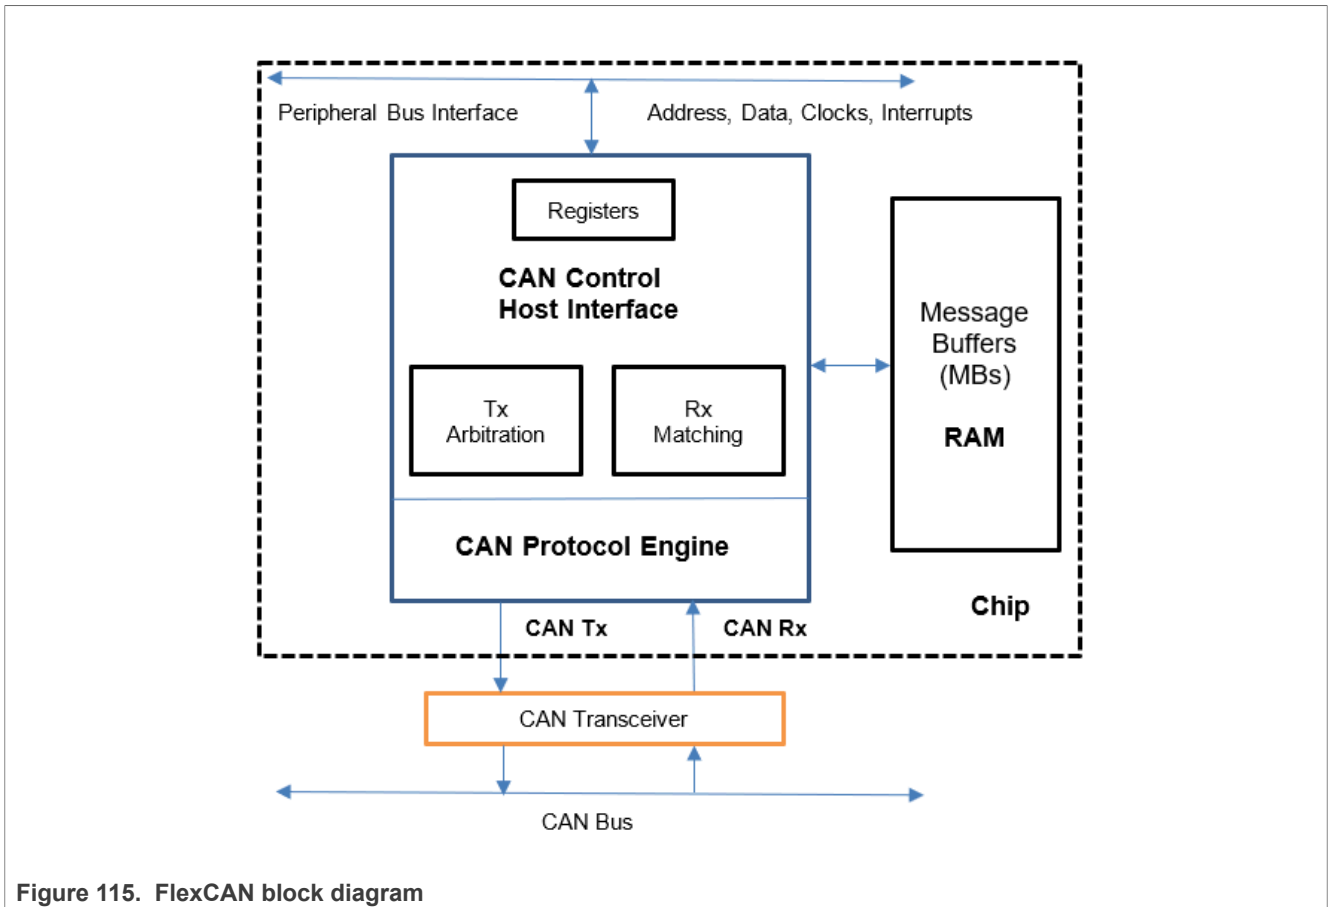 Peripheral Bus Interface
Address, Data, Clocks, Interrupts
Registers
CAN Control
Host Interface
Tx
Arbitration
Rx
Matching
Message
Buffers
(MBs)
RAM
CAN Protocol Engine
Chip
CAN Tx
CAN Rx
CAN Transceiver
CAN Bus
Figure 115. FlexCAN block diagram